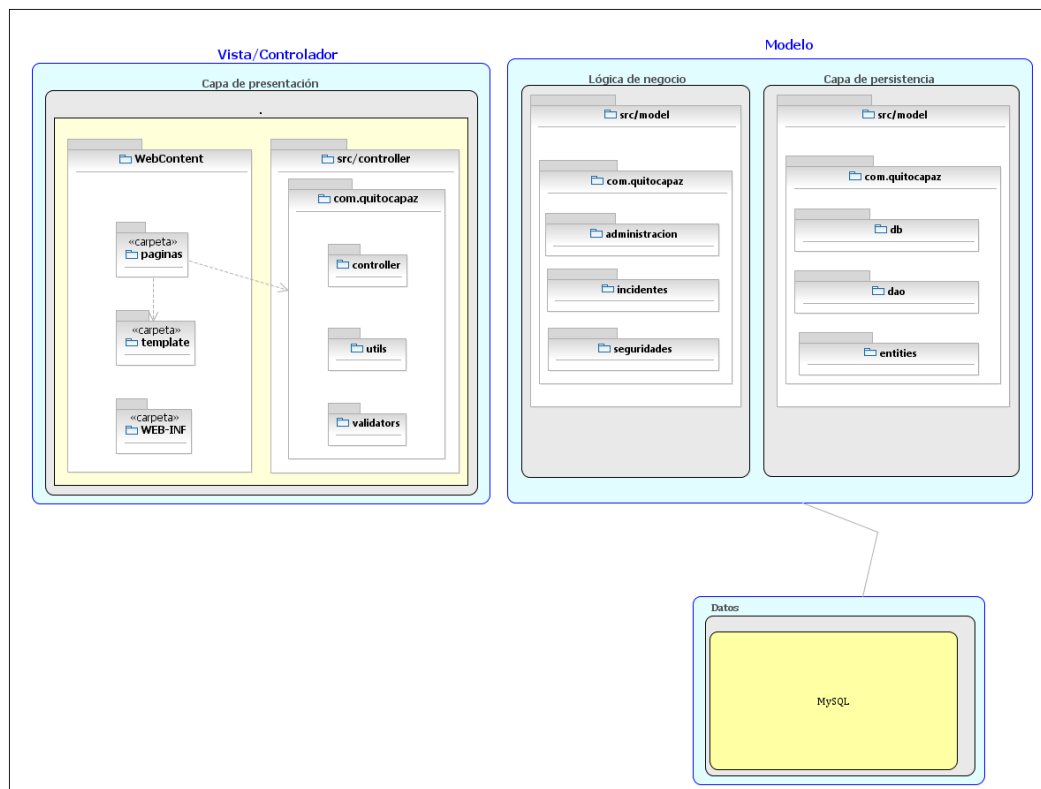 Vista/Controlador
Capa de presentación
.
WebContent
«carpeta»
paginas
«carpeta»
template
«carpeta»
WEB-INF
src/controller
com.quitocapaz
controller
utils
validators
Modelo
Lógica de negocio
src/model
com.quitocapaz
administracion
incidentes
seguridades
Capa de persistencia
src/model
com.quitocapaz
db
dao
entities
Datos
MySQL